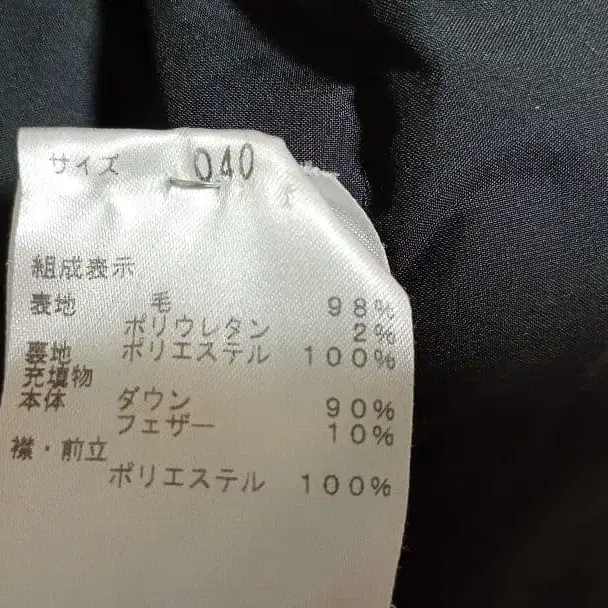 サイズ 040
組成表示
表地 毛 98%
ポリウレタン 2%
裏地 ポリエステル 100%
充填物
本体 ダウン 90%
フェザー 10%
襟・前立
ポリエステル 100%